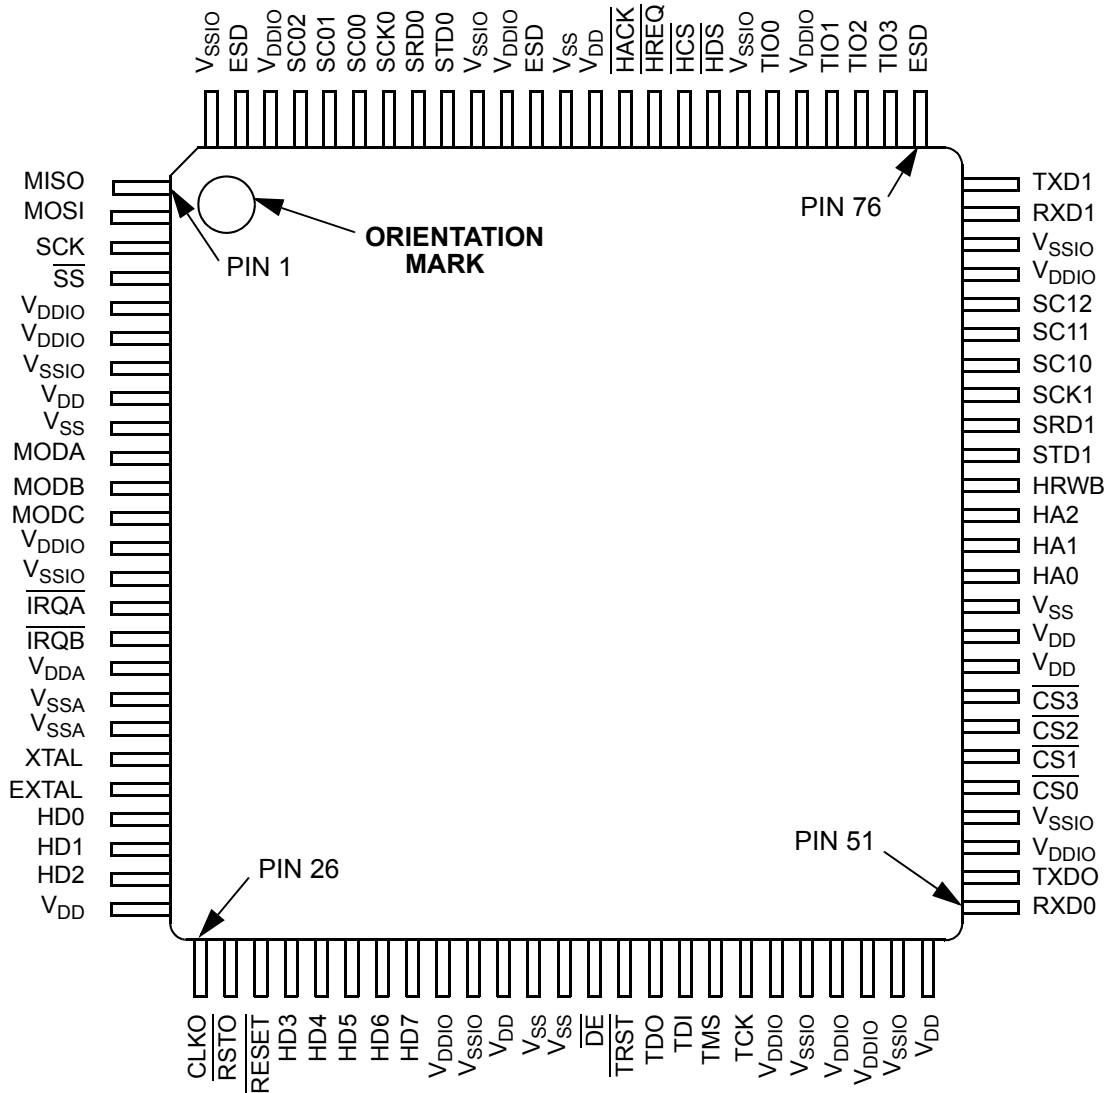 VSSIO
ESD
VDDIO
SC02
SC01
SC00
SCK0
SRD0
STD0
VSSIO
VDDIO
ESD
VSS
VDD
HACK
HREQ
HCS
HDS
VSSIO
TIO0
VDDIO
TIO1
TIO2
TIO3
ESD
MISO
MOSI
SCK
SS
VDDIO
VDDIO
VSSIO
VDD
VSS
MODA
MODB
MODC
VDDIO
VSSIO
IRQA
IRQB
VDDA
VSSA
VSSA
XTAL
EXTAL
HD0
HD1
HD2
VDD
PIN 1
ORIENTATION
MARK
PIN 76
PIN 26
PIN 51
TXD1
RXD1
VSSIO
VDDIO
SC12
SC11
SC10
SCK1
SRD1
STD1
HRWB
HA2
HA1
HA0
VSS
VDD
VDD
CS3
CS2
CS1
CS0
VSSIO
VDDIO
TXDO
RXD0
CLKO
RSTO
RESET
HD3
HD4
HD5
HD6
HD7
VDDIO
VSSIO
VDD
VSS
VSS
DE
TRST
TDO
TDI
TMS
TCK
VDDIO
VSSIO
VDDIO
VDDIO
VSSIO
VDD